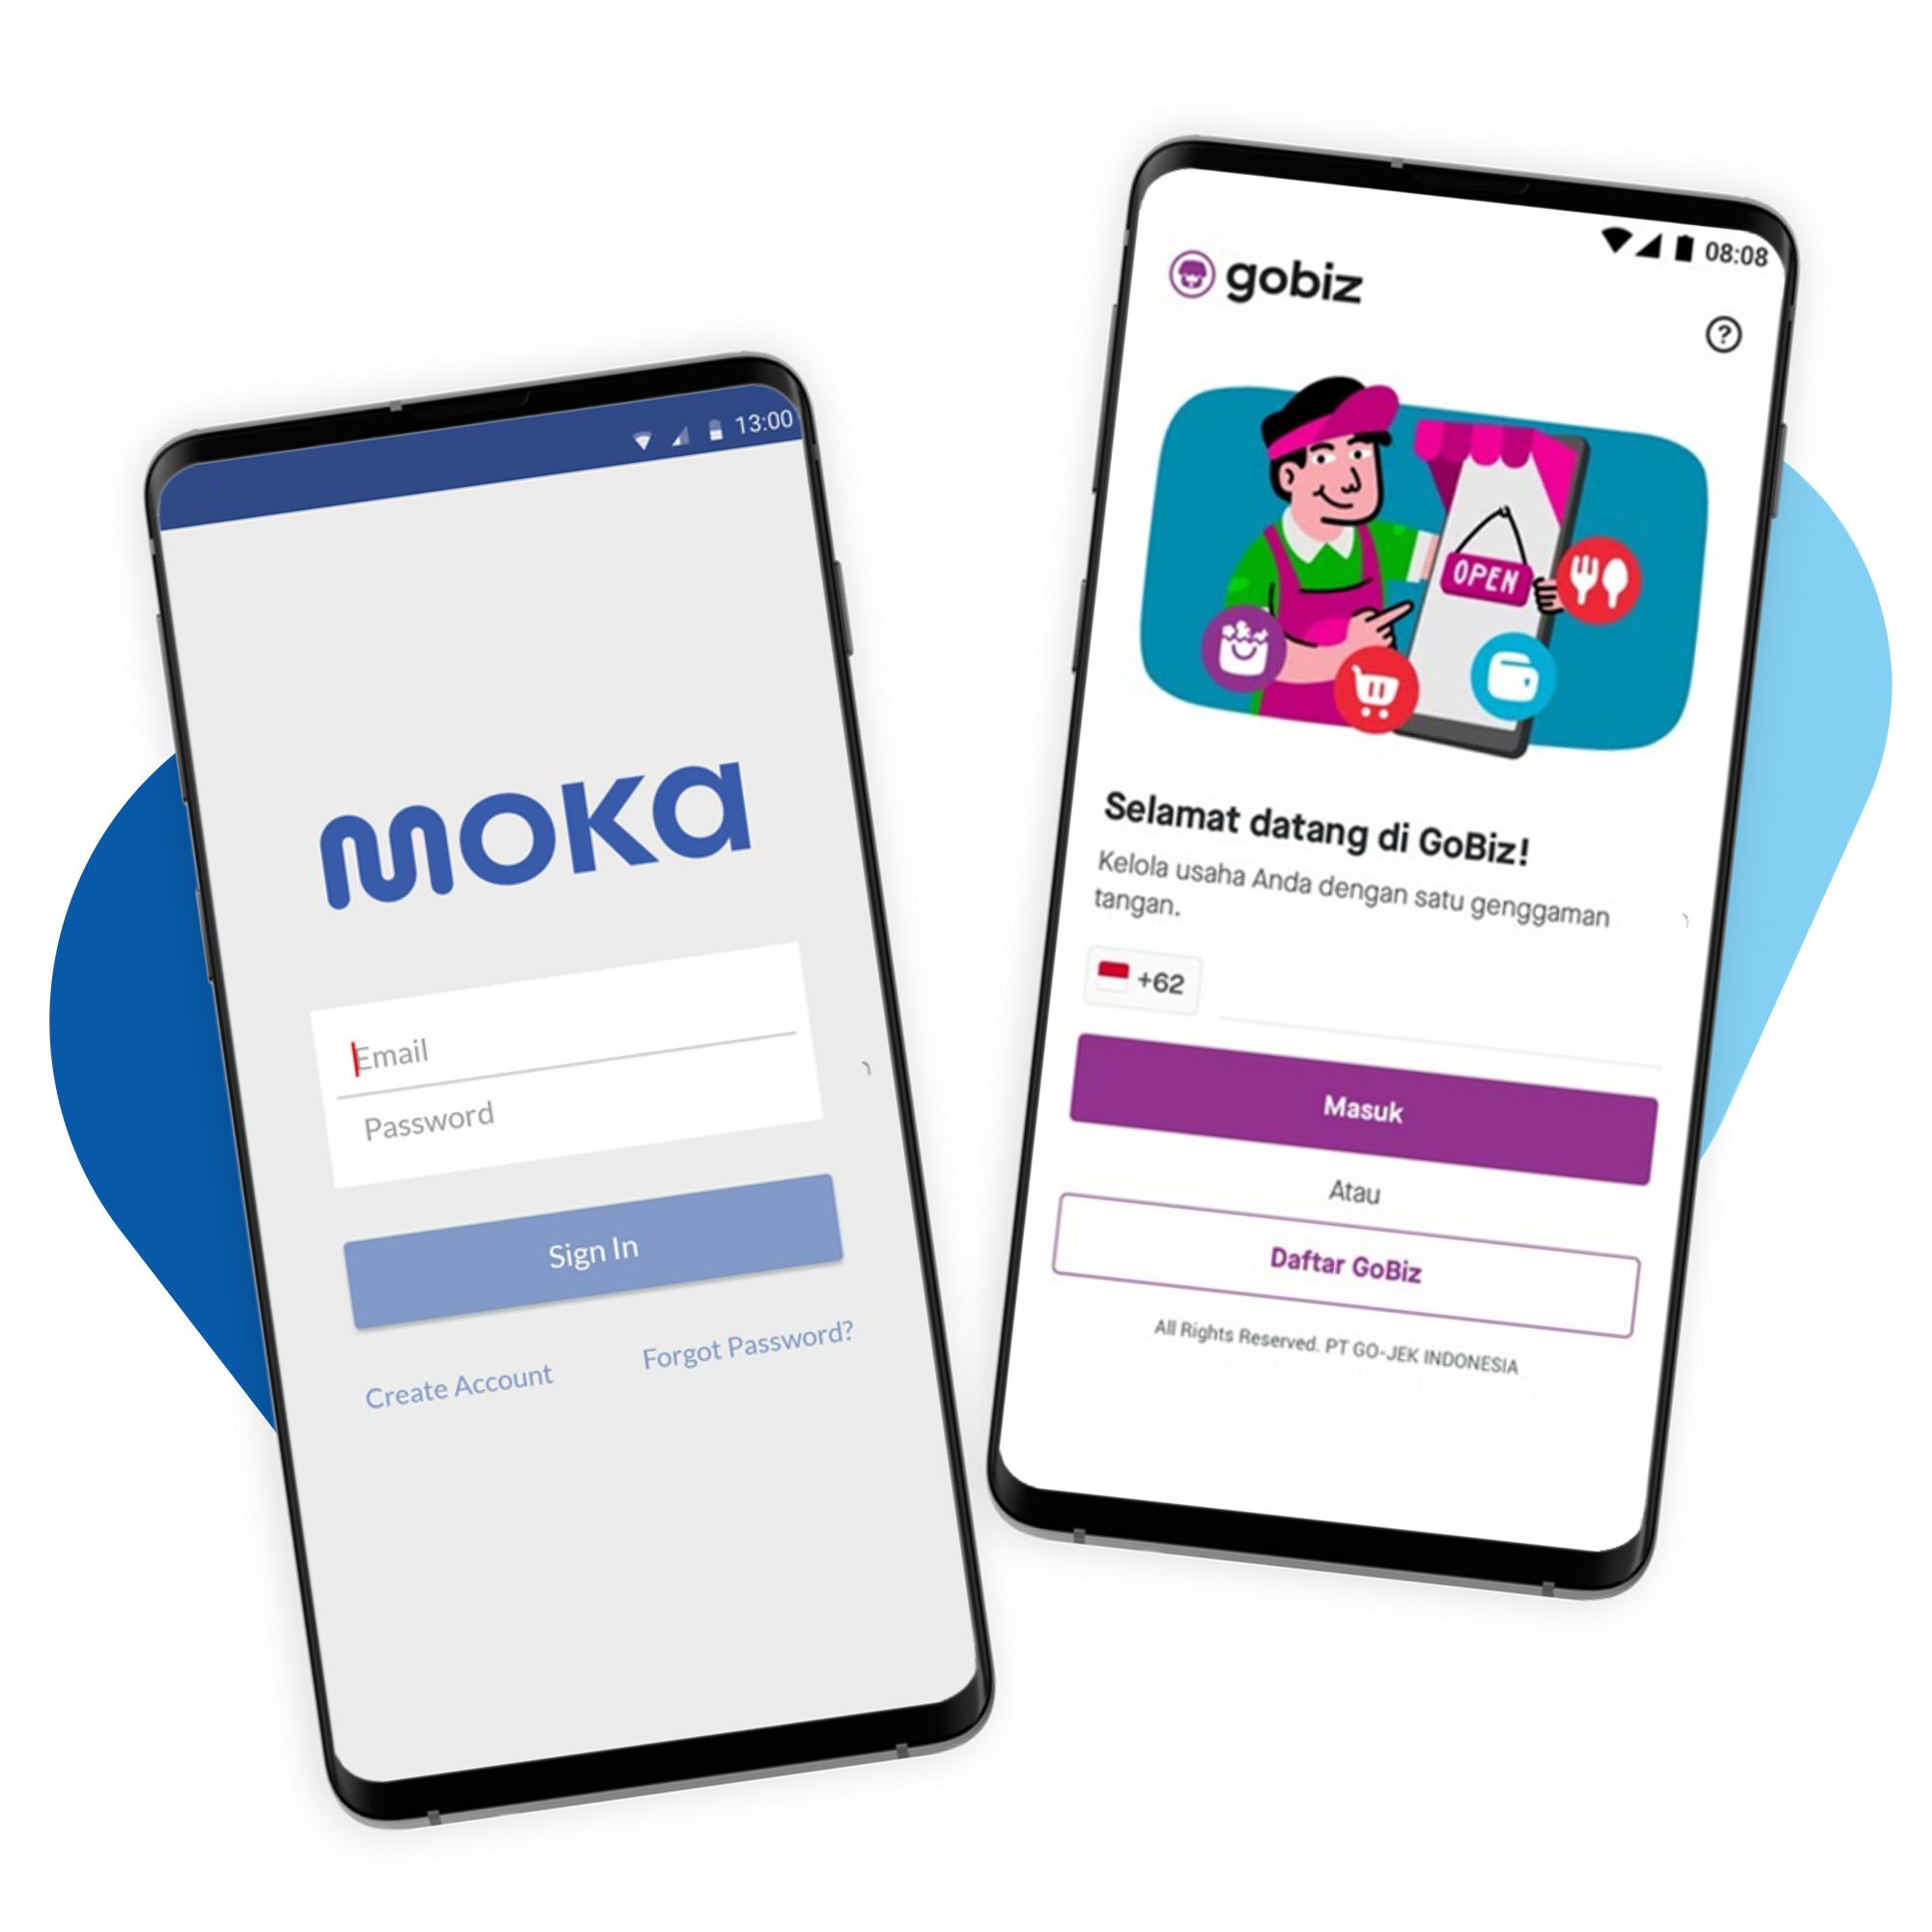 13:00
moka
Email
Password
Sign In
Create Account
Forgot Password?
08:08
gobiz
?
OPEN
Selamat datang di GoBiz!
Kelola usaha Anda dengan satu genggaman
tangan.
+62
Masuk
Atau
Daftar GoBiz
All Rights Reserved. PT GO-JEK INDONESIA